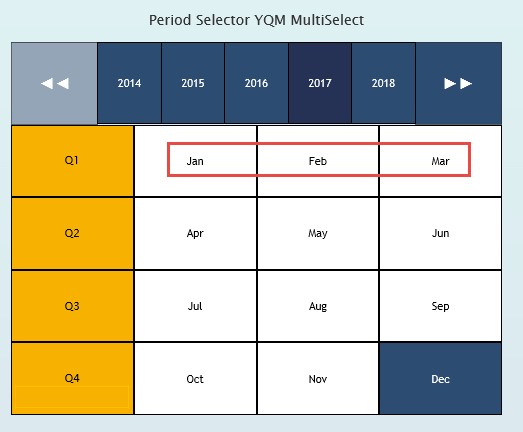 Period Selector YQM MultiSelect
2014 2015 2016 2017 2018
Q1 Jan Feb Mar
Q2 Apr May Jun
Q3 Jul Aug Sep
Q4 Oct Nov Dec